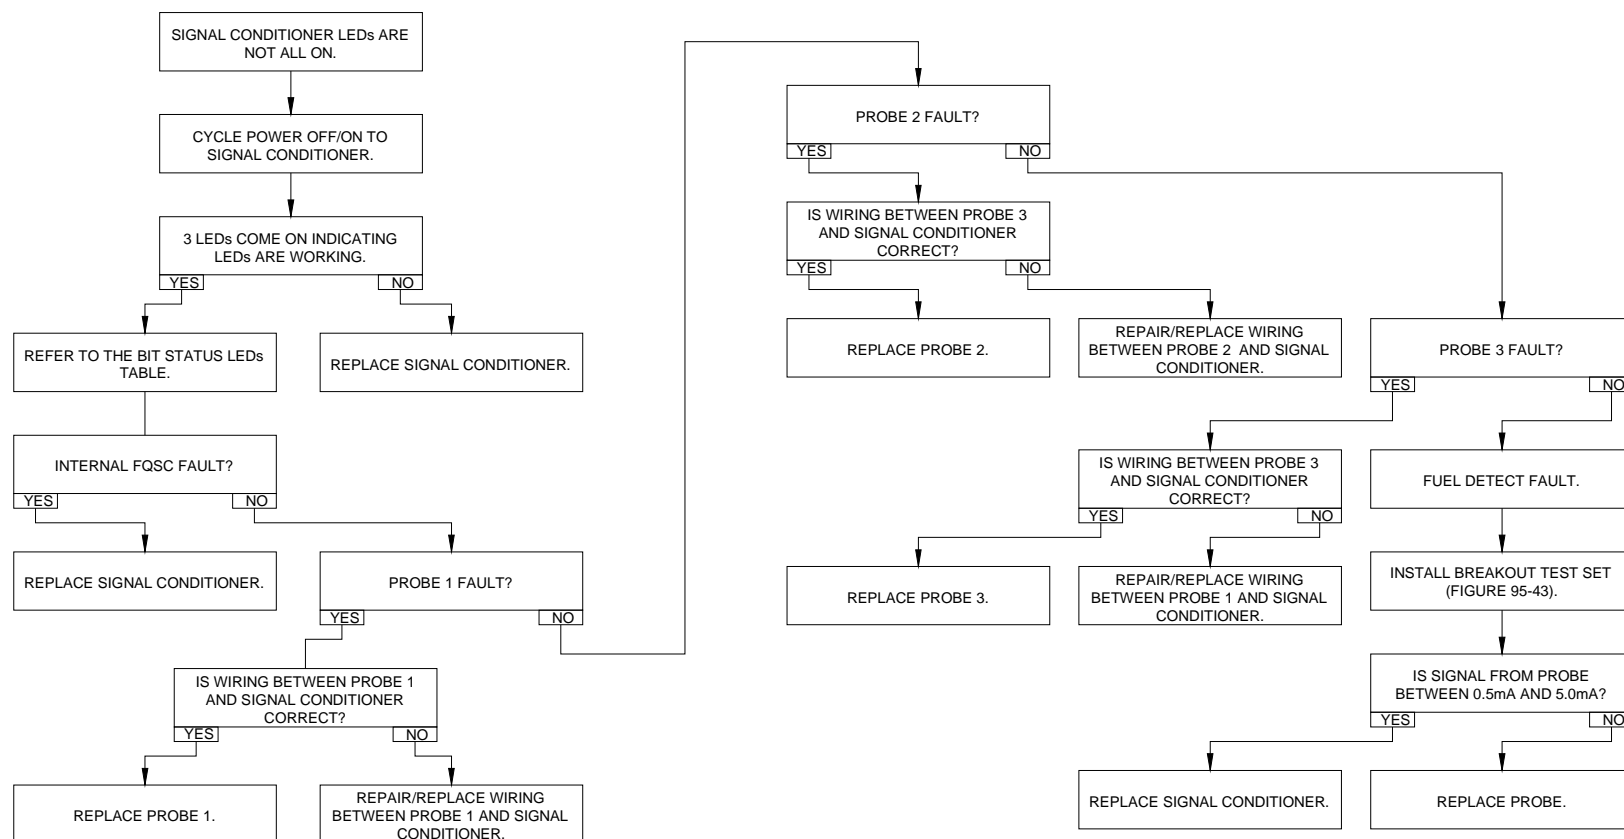 SIGNAL CONDITIONER LEDs ARE
NOT ALL ON.
CYCLE POWER OFF/ON TO
SIGNAL CONDITIONER.
3 LEDs COME ON INDICATING
LEDs ARE WORKING.
YES
NO
REFER TO THE BIT STATUS LEDs
TABLE.
REPLACE SIGNAL CONDITIONER.
INTERNAL FQSC FAULT?
YES
NO
REPLACE SIGNAL CONDITIONER.
PROBE 1 FAULT?
YES
NO
IS WIRING BETWEEN PROBE 1
AND SIGNAL CONDITIONER
CORRECT?
YES
NO
REPLACE PROBE 1.
REPAIR/REPLACE WIRING
BETWEEN PROBE 1 AND SIGNAL
CONDITIONER.
PROBE 2 FAULT?
YES
NO
IS WIRING BETWEEN PROBE 3
AND SIGNAL CONDITIONER
CORRECT?
YES
NO
REPLACE PROBE 2.
REPAIR/REPLACE WIRING
BETWEEN PROBE 2 AND SIGNAL
CONDITIONER.
PROBE 3 FAULT?
YES
NO
IS WIRING BETWEEN PROBE 3
AND SIGNAL CONDITIONER
CORRECT?
YES
NO
REPLACE PROBE 3.
REPAIR/REPLACE WIRING
BETWEEN PROBE 1 AND SIGNAL
CONDITIONER.
FUEL DETECT FAULT.
INSTALL BREAKOUT TEST SET
(FIGURE 95-43).
IS SIGNAL FROM PROBE
BETWEEN 0.5mA AND 5.0mA?
YES
NO
REPLACE SIGNAL CONDITIONER.
REPLACE PROBE.